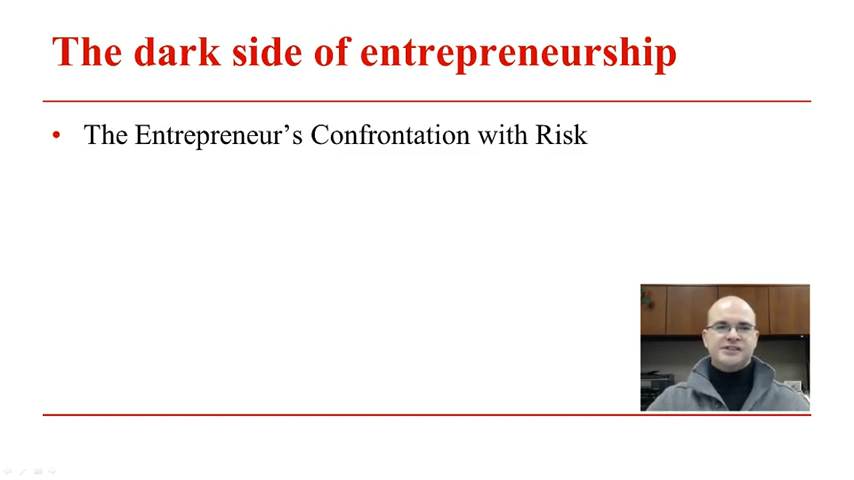 The dark side of entrepreneurship
• The Entrepreneur’s Confrontation with Risk